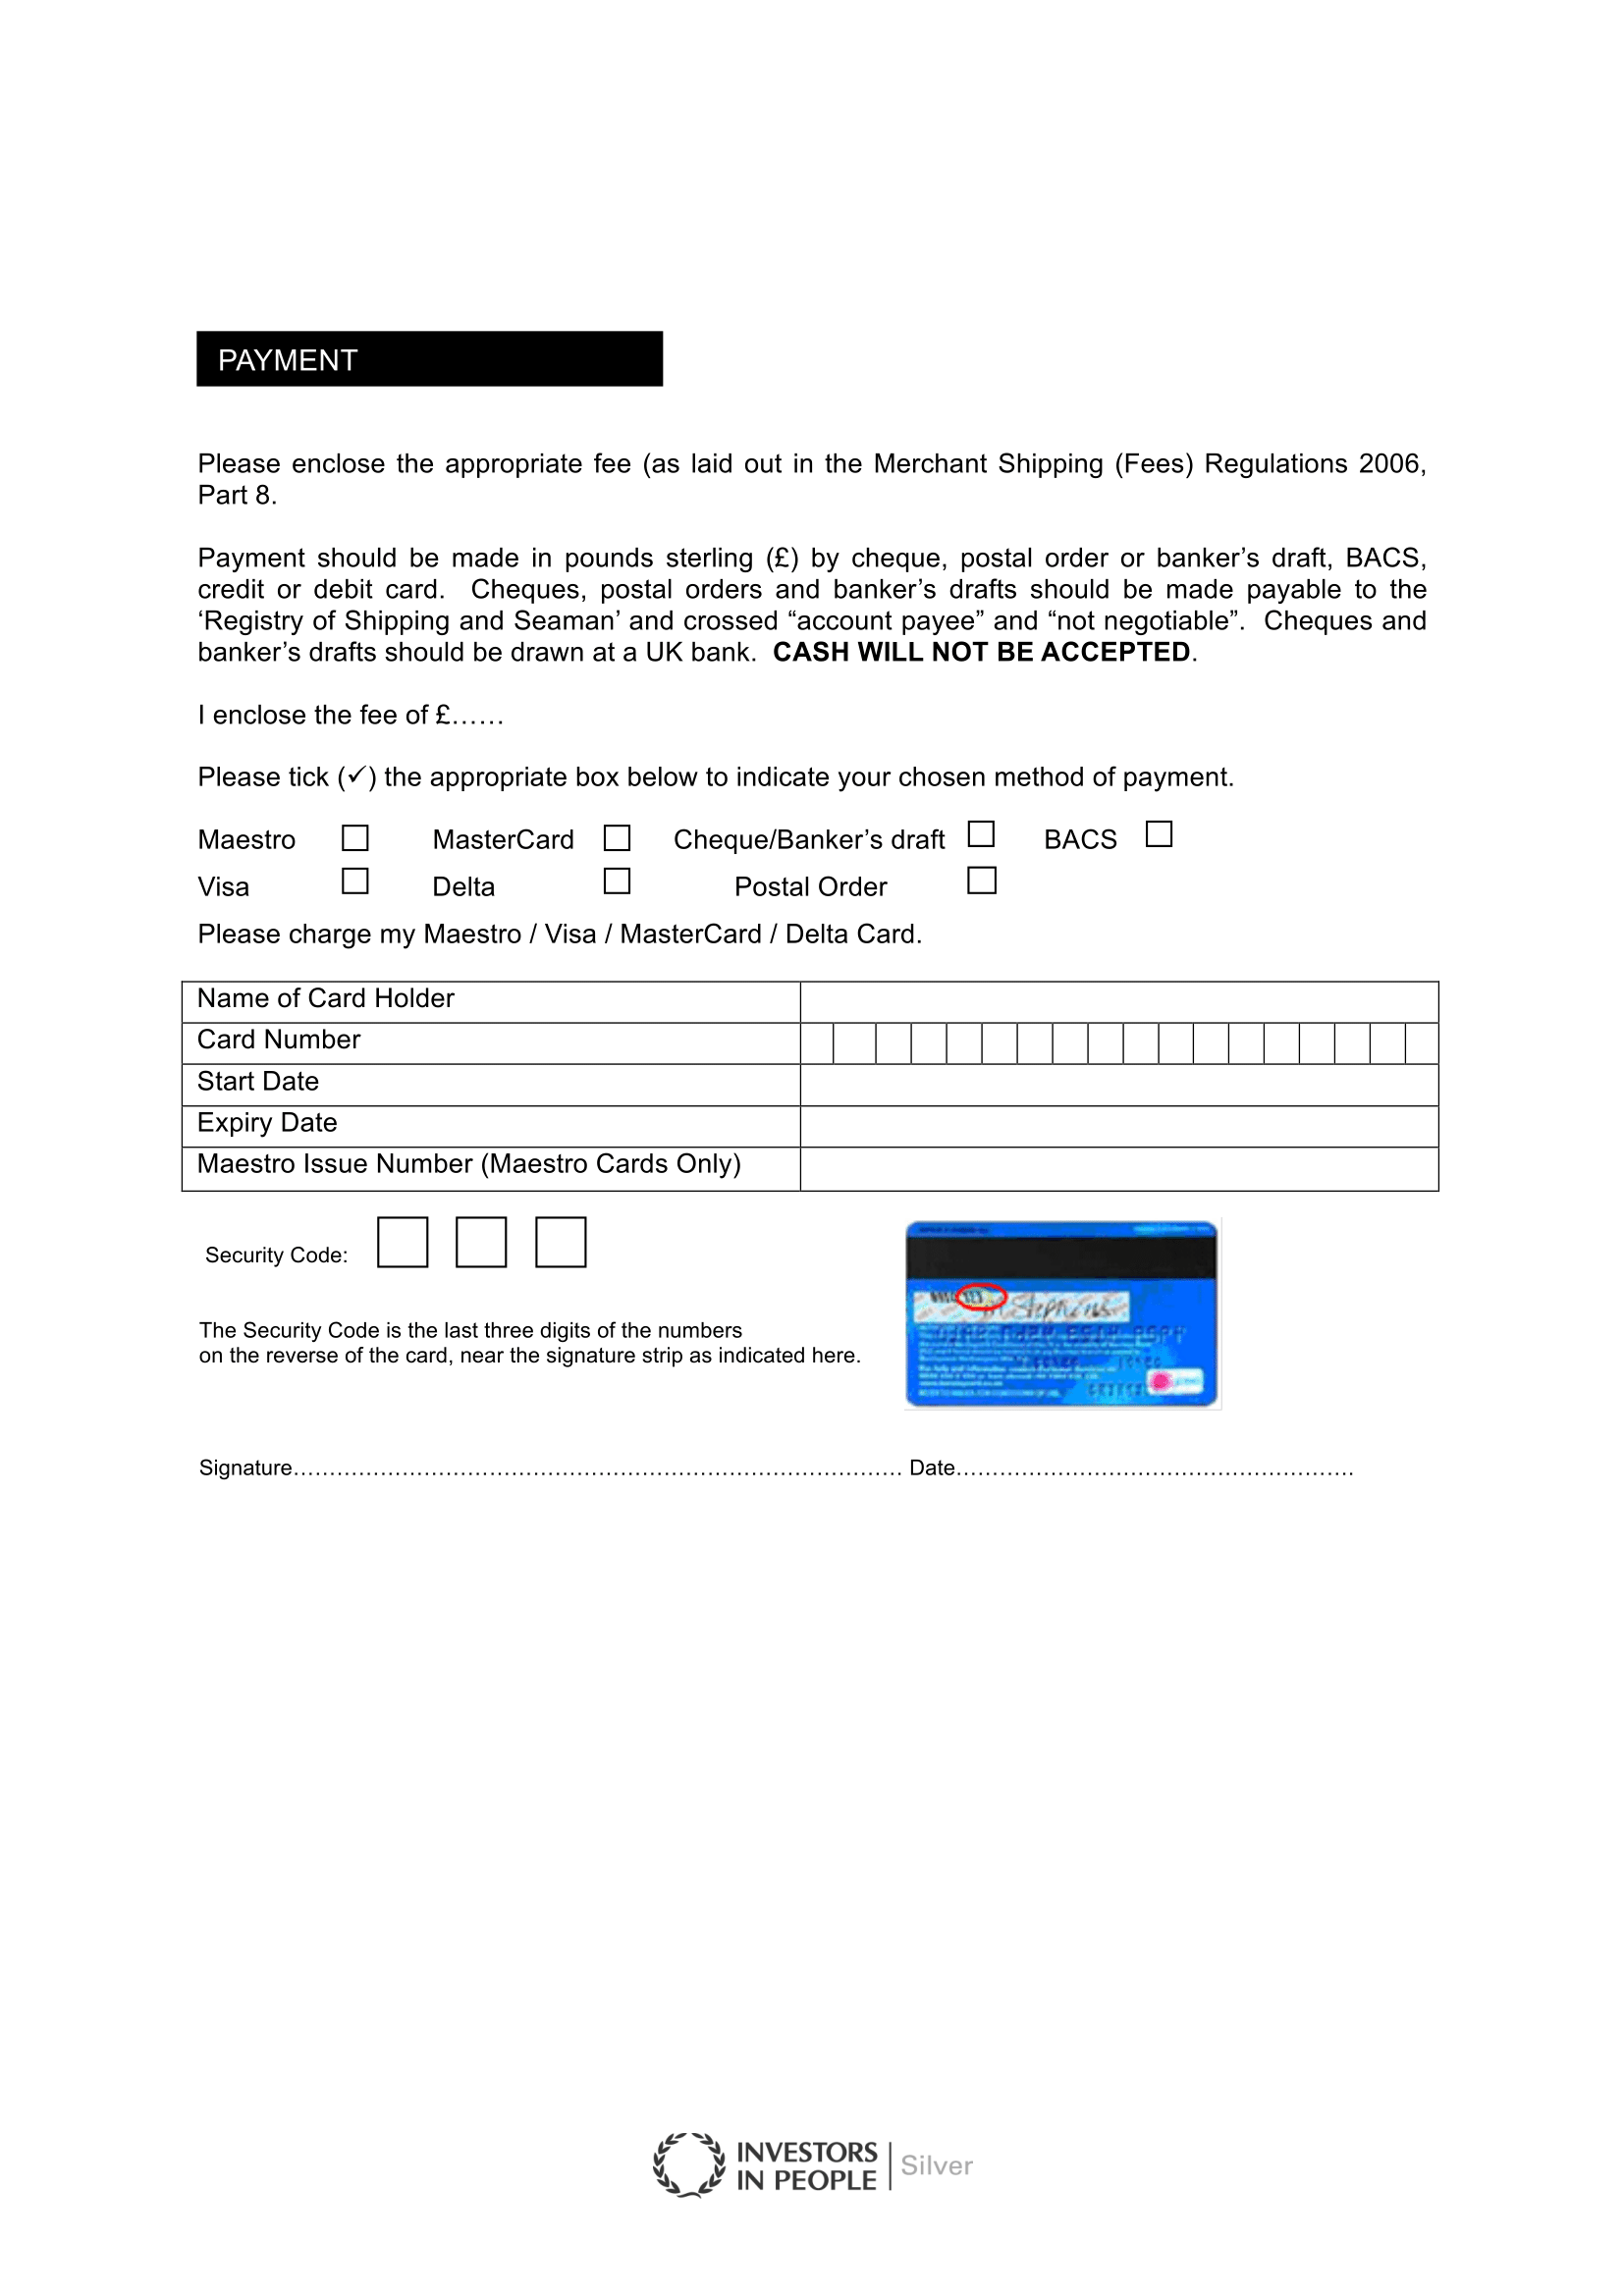 PAYMENT
Please enclose the appropriate fee (as laid out in the Merchant Shipping (Fees) Regulations 2006,
Part 8.
Payment should be made in pounds sterling (£) by cheque, postal order or banker’s draft, BACS,
credit or debit card. Cheques, postal orders and banker’s drafts should be made payable to the
‘Registry of Shipping and Seaman’ and crossed “account payee” and “not negotiable”. Cheques and
banker’s drafts should be drawn at a UK bank. CASH WILL NOT BE ACCEPTED.
I enclose the fee of £……
Please tick (✓) the appropriate box below to indicate your chosen method of payment.
Maestro ☐ MasterCard ☐ Cheque/Banker’s draft ☐ BACS ☐
Visa ☐ Delta ☐ Postal Order ☐
Please charge my Maestro / Visa / MasterCard / Delta Card.
Name of Card Holder
Card Number
Start Date
Expiry Date
Maestro Issue Number (Maestro Cards Only)
Security Code:
The Security Code is the last three digits of the numbers
on the reverse of the card, near the signature strip as indicated here.
Stephens
Signature………………………………………………………………………… Date………………………………………………
INVESTORS
IN PEOPLE | Silver